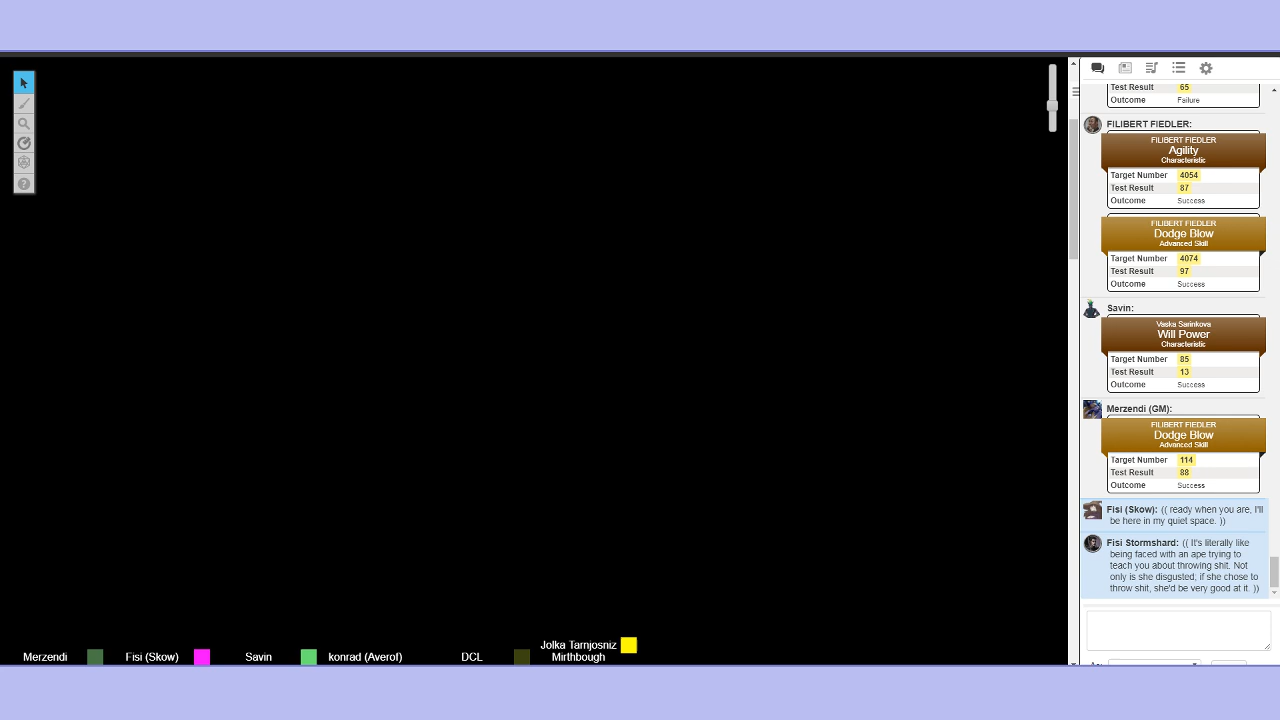 Test Result 65
Outcome Failure
FILIBERT FIEDLER:
FILIBERT FIEDLER
Agility
Characteristic
Target Number 4054
Test Result 87
Outcome Success
FILIBERT FIEDLER
Dodge Blow
Advanced Skill
Target Number 4074
Test Result 97
Outcome Success
Savin:
Vaska Sarinkova
Will Power
Characteristic
Target Number 85
Test Result 13
Outcome Success
Merzendi (GM):
FILIBERT FIEDLER
Dodge Blow
Advanced Skill
Target Number 114
Test Result 88
Outcome Success
Fisi (Skow): (( ready when you are, I'll
be here in my quiet space. ))
Fisi Stormshard: (( It's literally like
being faced with an ape trying to
teach you about throwing shit. Not
only is she disgusted; if she chose to
throw shit, she'd be very good at it. ))
Jolka Tarnjosniz
Merzendi Fisi (Skow) Savin konrad (Averof) DCL Mirthbough